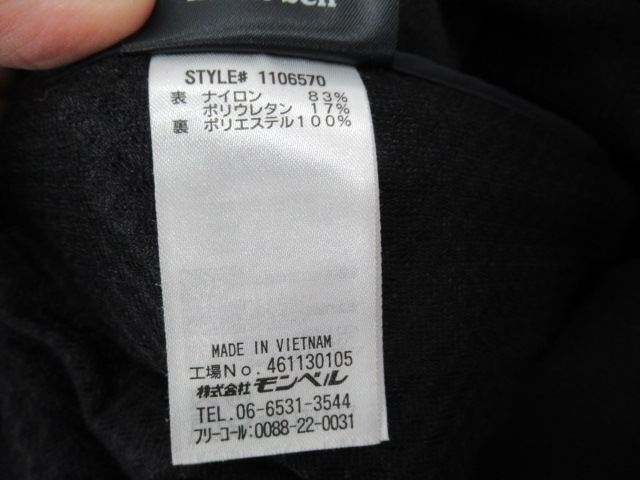 STYLE# 1106570
表 ナイロン 83%
ポリウレタン 17%
裏 ポリエステル100%
MADE IN VIETNAM
工場No. 461130105
株式会社 モンベル
TEL.06-6531-3544
フリーコール:0088-22-0031